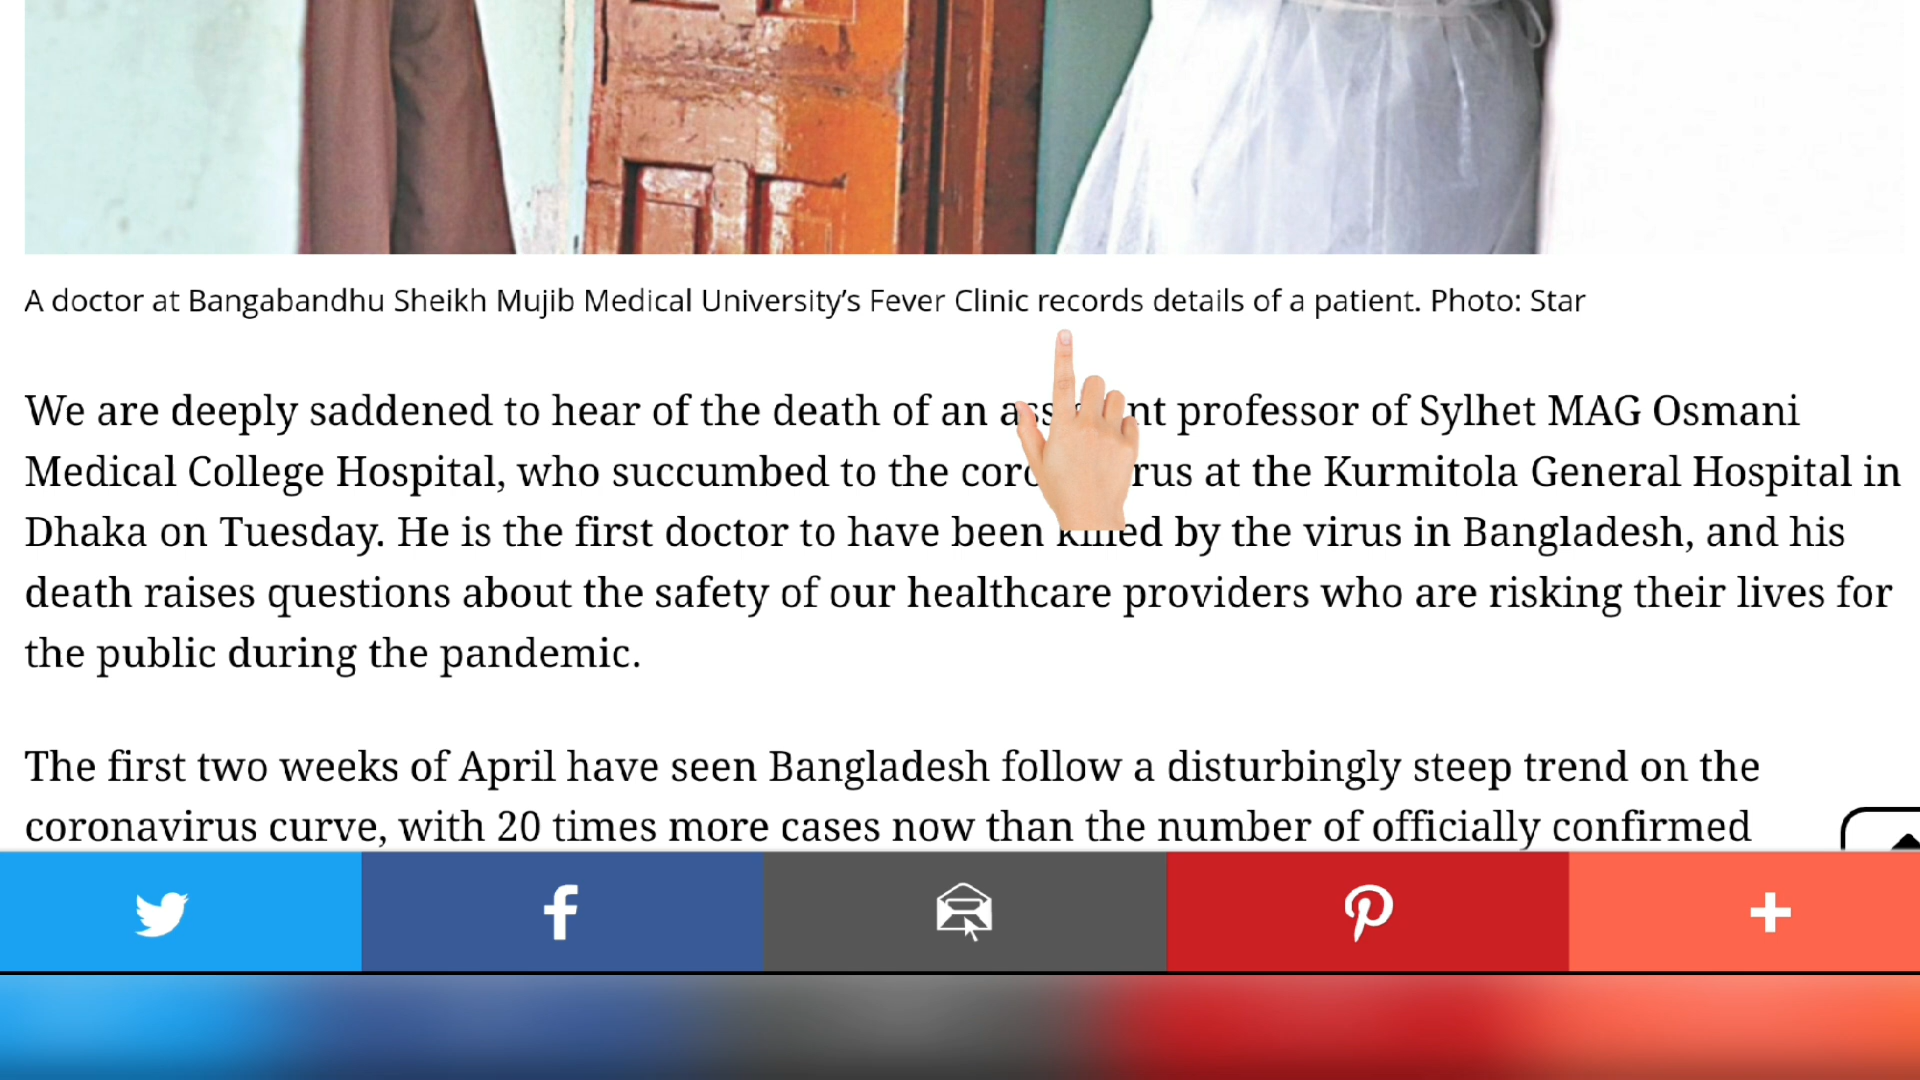 A doctor at Bangabandhu Sheikh Mujib Medical University’s Fever Clinic records details of a patient. Photo: Star
We are deeply saddened to hear of the death of an professor of Sylhet MAG Osmani
Medical College Hospital, who succumbed to the at the Kurmitola General Hospital in
Dhaka on Tuesday. He is the first doctor to have been killed by the virus in Bangladesh, and his
death raises questions about the safety of our healthcare providers who are risking their lives for
the public during the pandemic.
The first two weeks of April have seen Bangladesh follow a disturbingly steep trend on the
coronavirus curve, with 20 times more cases now than the number of officially confirmed